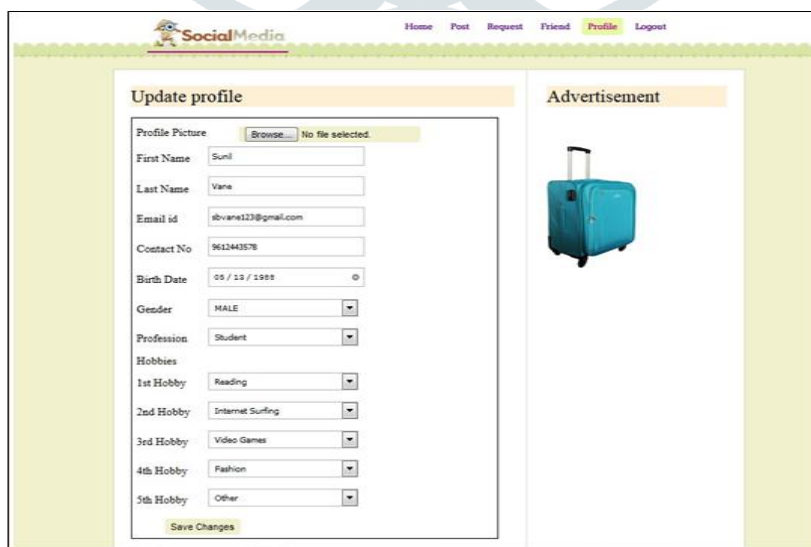 SocialMedia
Home Post Request Friend Profile Logout
Update profile
Advertisement
Profile Picture Browse... No file selected.
First Name Sunil
Last Name Vane
Email id sbvane123@gmail.com
Contact No 9612443578
Birth Date 05 / 13 / 1988
Gender MALE
Profession Student
Hobbies
1st Hobby Reading
2nd Hobby Internet Surfing
3rd Hobby Video Games
4th Hobby Fashion
5th Hobby Other
Save Changes